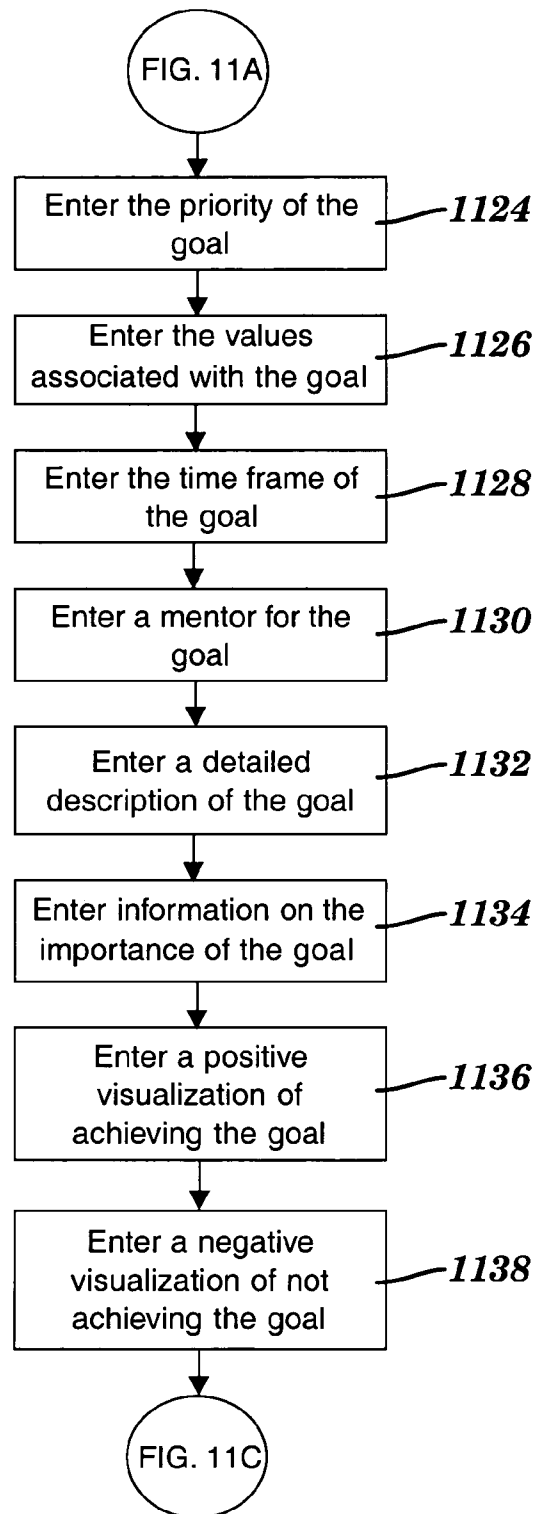 FIG. 11A
Enter the priority of the
goal
1124
Enter the values
associated with the goal
1126
Enter the time frame of
the goal
1128
Enter a mentor for the
goal
1130
Enter a detailed
description of the goal
1132
Enter information on the
importance of the goal
1134
Enter a positive
visualization of
achieving the goal
1136
Enter a negative
visualization of not
achieving the goal
1138
FIG. 11C